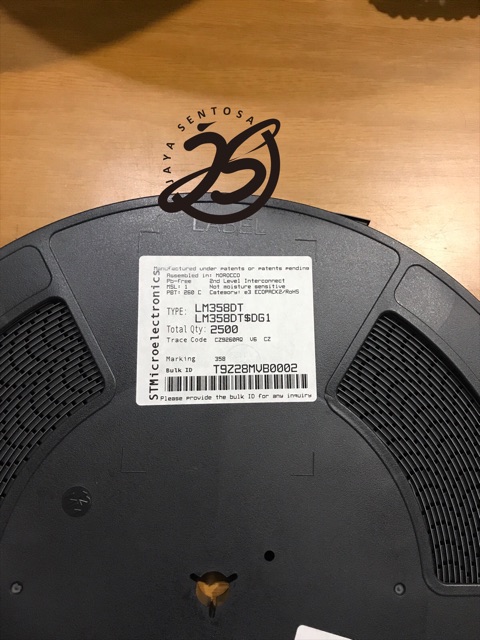 JAYA SENTOSA
JS
LABEL
STMicroelectronics
Manufactured under patents or patents pending
Assembled in: MOROCCO
Pb-free 2nd Level Interconnect
MSL: 1 Not moisture sensitive
PBT: 260 C Category: e3 ECOPACK2/RoHS
TYPE: LM358DT
LM358DT$DG1
Total Qty: 2500
Trace Code CZ9260AQ V6 CZ
Marking 358
Bulk ID T9Z28MVB0002
Please provide the bulk ID for any inquiry